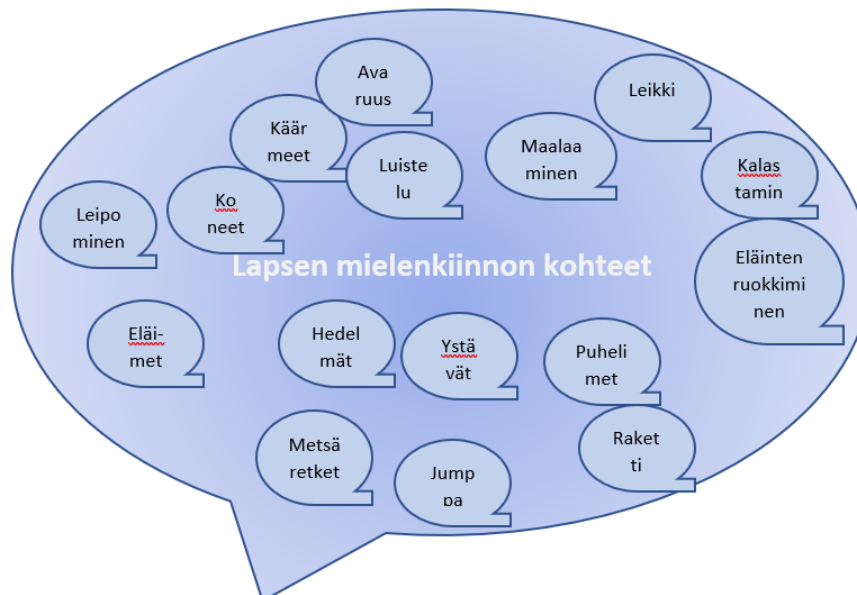 Ava
ruus
Leikki
Käär
meet
Maalaa
minen
Luiste
lu
Kalas
tamin
Ko
neet
Leipo
minen
Lapsen mielenkiinnon kohteet
Eläinten
ruokkimi
nen
Eläi-
met
Hedel
mät
Ystä
vät
Puheli
met
Metsä
retket
Raket
ti
Jump
pa